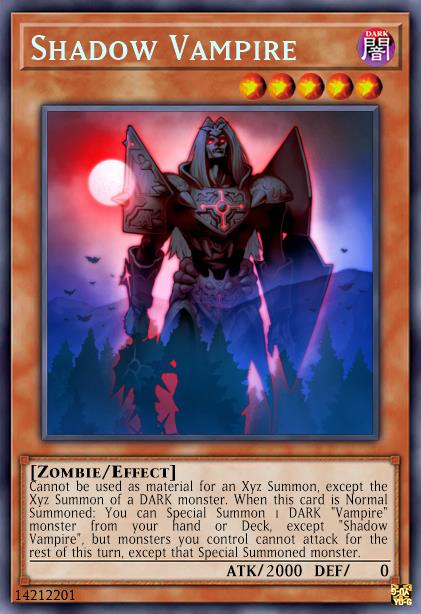 SHADOW VAMPIRE
DARK
闇
[ZOMBIE/EFFECT]
Cannot be used as material for an Xyz Summon, except the
Xyz Summon of a DARK monster. When this card is Normal
Summoned: You can Special Summon 1 DARK "Vampire"
monster from your hand or Deck, except "Shadow
Vampire", but monsters you control cannot attack for the
rest of this turn, except that Special Summoned monster.
ATK/2000 DEF/ 0
14212201